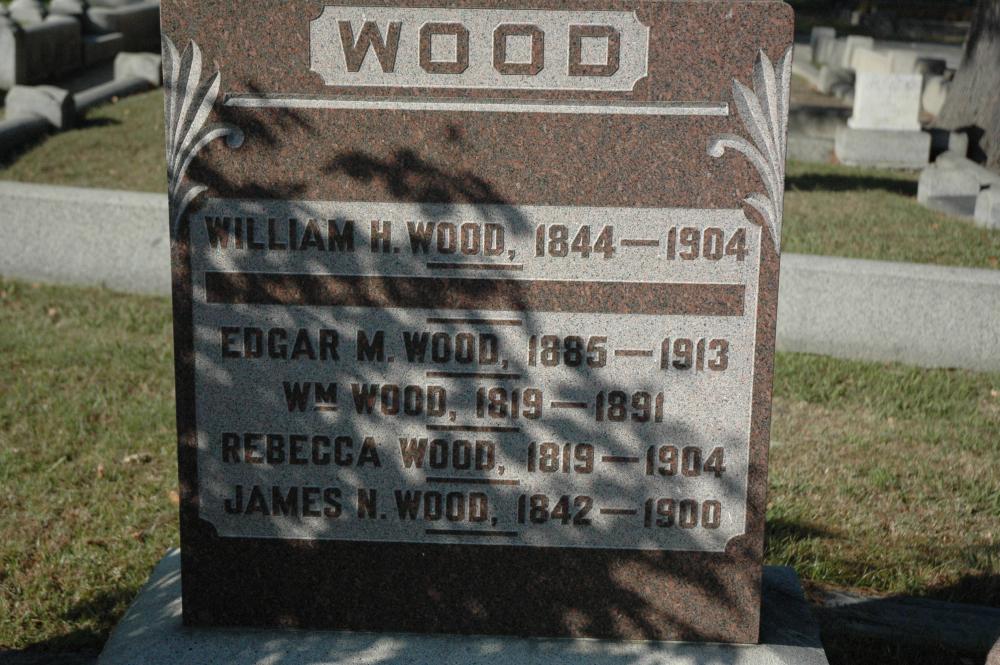 WOOD
WILLIAM H. WOOD, 1844—1904
EDGAR M. WOOD, 1885—1913
WM WOOD, 1819—1891
REBECCA WOOD, 1819—1904
JAMES N. WOOD, 1842—1900